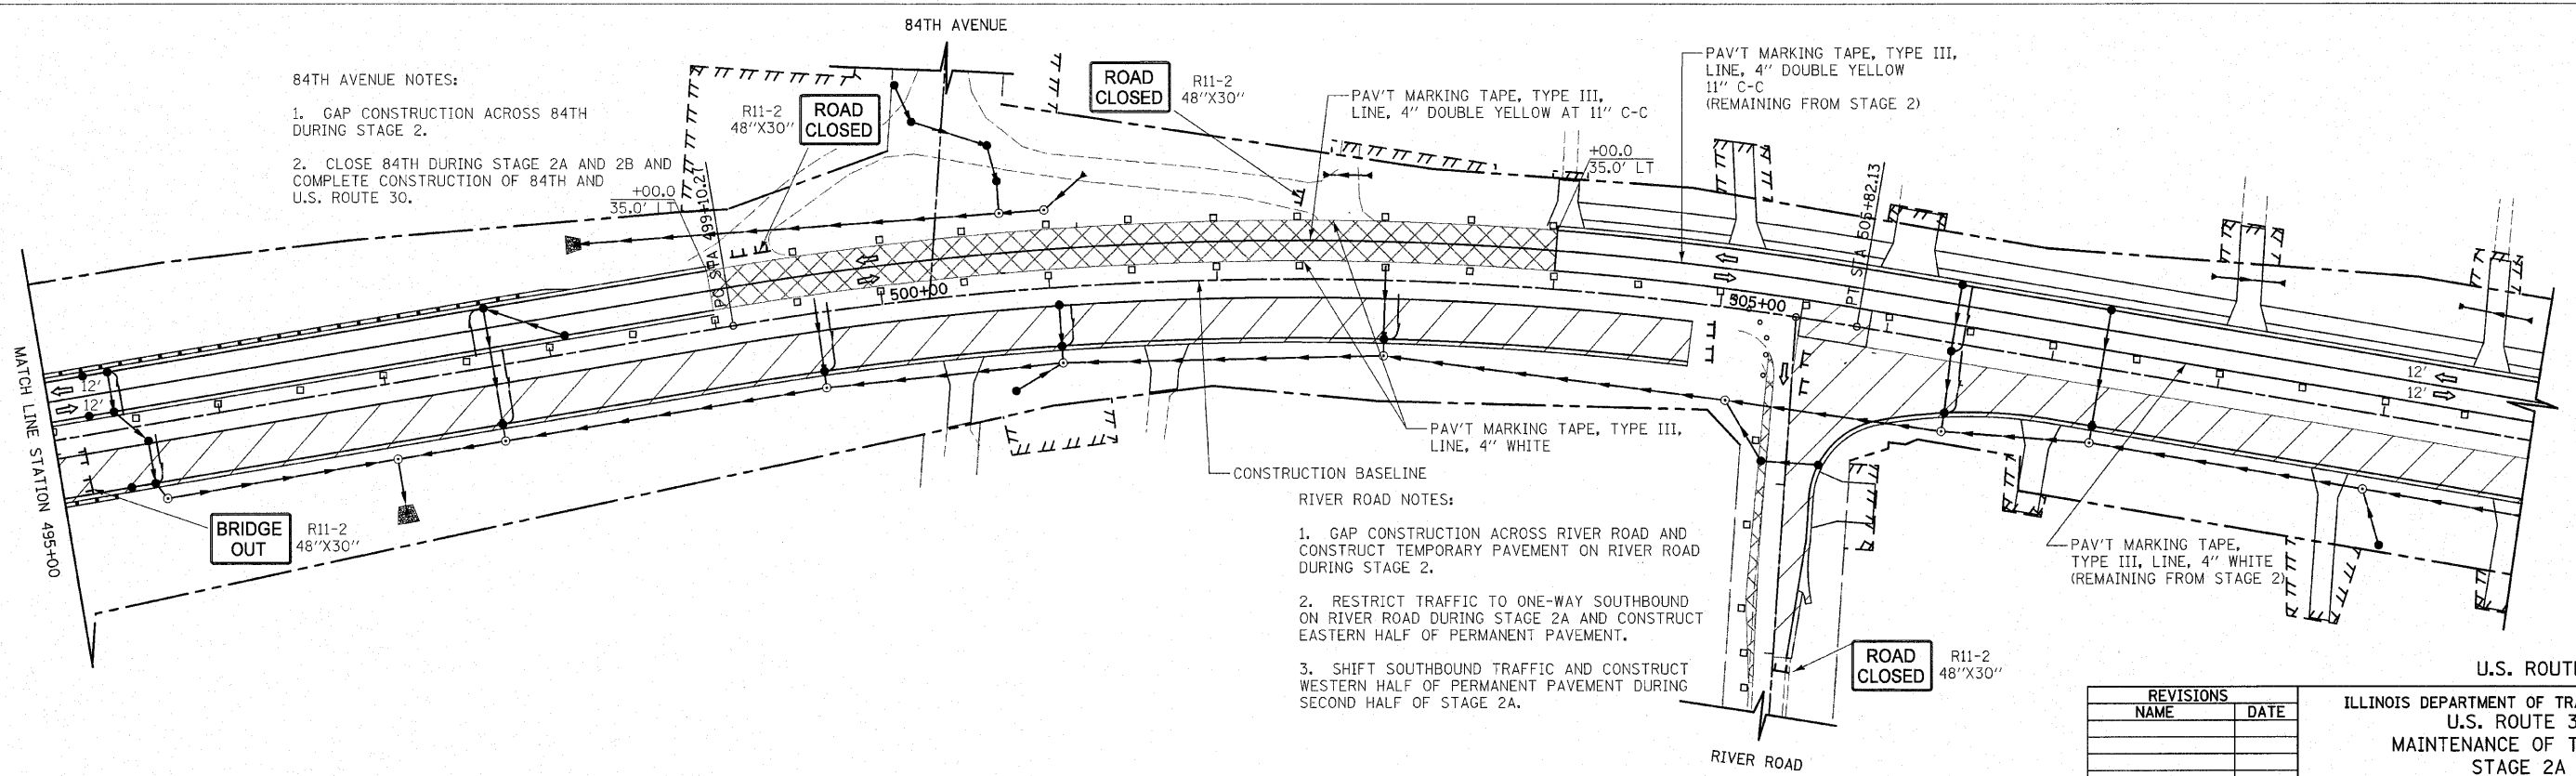 84TH AVENUE
84TH AVENUE NOTES:
1. GAP CONSTRUCTION ACROSS 84TH
DURING STAGE 2.
2. CLOSE 84TH DURING STAGE 2A AND 2B AND
COMPLETE CONSTRUCTION OF 84TH AND
U.S. ROUTE 30.
+00.0
35.0' LT
R11-2
48"X30"
ROAD
CLOSED
ROAD
CLOSED
R11-2
48"X30"
PAV'T MARKING TAPE, TYPE III,
LINE, 4" DOUBLE YELLOW AT 11" C-C
PAV'T MARKING TAPE, TYPE III,
LINE, 4" DOUBLE YELLOW
11" C-C
(REMAINING FROM STAGE 2)
+00.0
35.0' LT
PC STA 499+10.21
PT STA 505+82.13
500+00
505+00
MATCH LINE STATION 495+00
12'
12'
12'
12'
BRIDGE
OUT
R11-2
48"X30"
PAV'T MARKING TAPE, TYPE III,
LINE, 4" WHITE
CONSTRUCTION BASELINE
RIVER ROAD NOTES:
1. GAP CONSTRUCTION ACROSS RIVER ROAD AND
CONSTRUCT TEMPORARY PAVEMENT ON RIVER ROAD
DURING STAGE 2.
2. RESTRICT TRAFFIC TO ONE-WAY SOUTHBOUND
ON RIVER ROAD DURING STAGE 2A AND CONSTRUCT
EASTERN HALF OF PERMANENT PAVEMENT.
3. SHIFT SOUTHBOUND TRAFFIC AND CONSTRUCT
WESTERN HALF OF PERMANENT PAVEMENT DURING
SECOND HALF OF STAGE 2A.
PAV'T MARKING TAPE,
TYPE III, LINE, 4" WHITE
(REMAINING FROM STAGE 2)
ROAD
CLOSED
R11-2
48"X30"
RIVER ROAD
REVISIONS
NAME DATE
U.S. ROUT
ILLINOIS DEPARTMENT OF TR
U.S. ROUTE 3
MAINTENANCE OF T
STAGE 2A